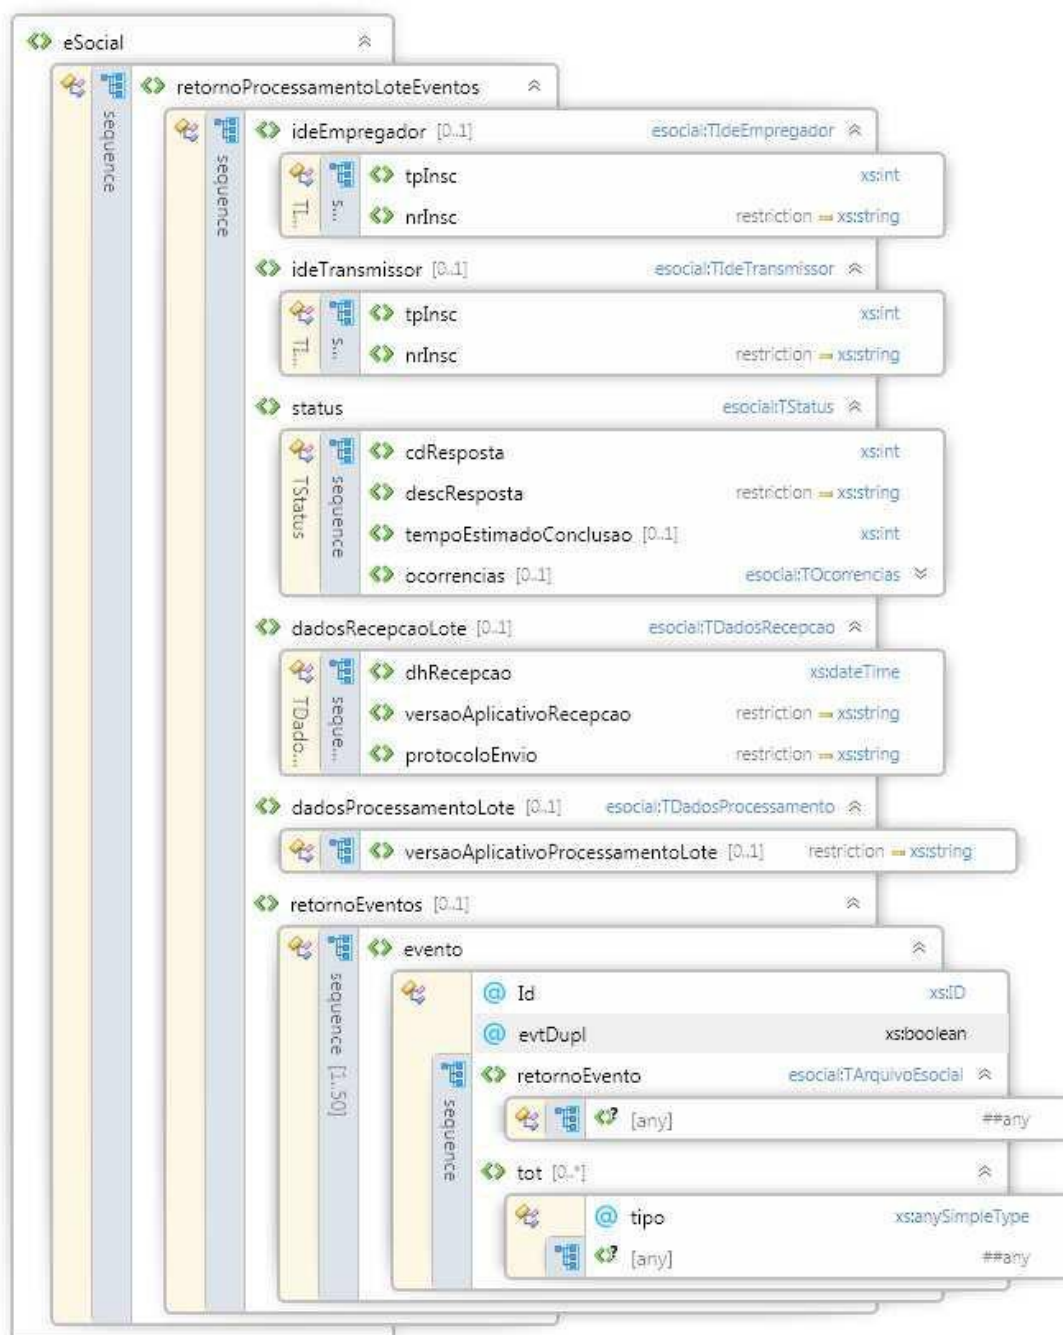 eSocial
sequence
retornoProcessamentoLoteEventos
sequence
ideEmpregador [0..1] esocial:TIdeEmpregador
TI... s...
tpInsc xs:int
nrInsc restriction xs:string
ideTransmissor [0..1] esocial:TIdeTransmissor
TI... s...
tpInsc xs:int
nrInsc restriction xs:string
status esocial:TStatus
TStatus sequence
cdResposta xs:int
descResposta restriction xs:string
tempoEstimadoConclusao [0..1] xs:int
ocorrencias [0..1] esocial:TOcorrencias
dadosRecepcaoLote [0..1] esocial:TDadosRecepcao
TDado... seque...
dhRecepcao xs:dateTime
versaoAplicativoRecepcao restriction xs:string
protocoloEnvio restriction xs:string
dadosProcessamentoLote [0..1] esocial:TDadosProcessamento
versaoAplicativoProcessamentoLote [0..1] restriction xs:string
retornoEventos [0..1]
sequence [1..50]
evento
@ Id xs:ID
@ evtDupl xs:boolean
sequence
retornoEvento esocial:TArquivoEsocial
[any] ##any
tot [0..*]
@ tipo xs:anySimpleType
[any] ##any